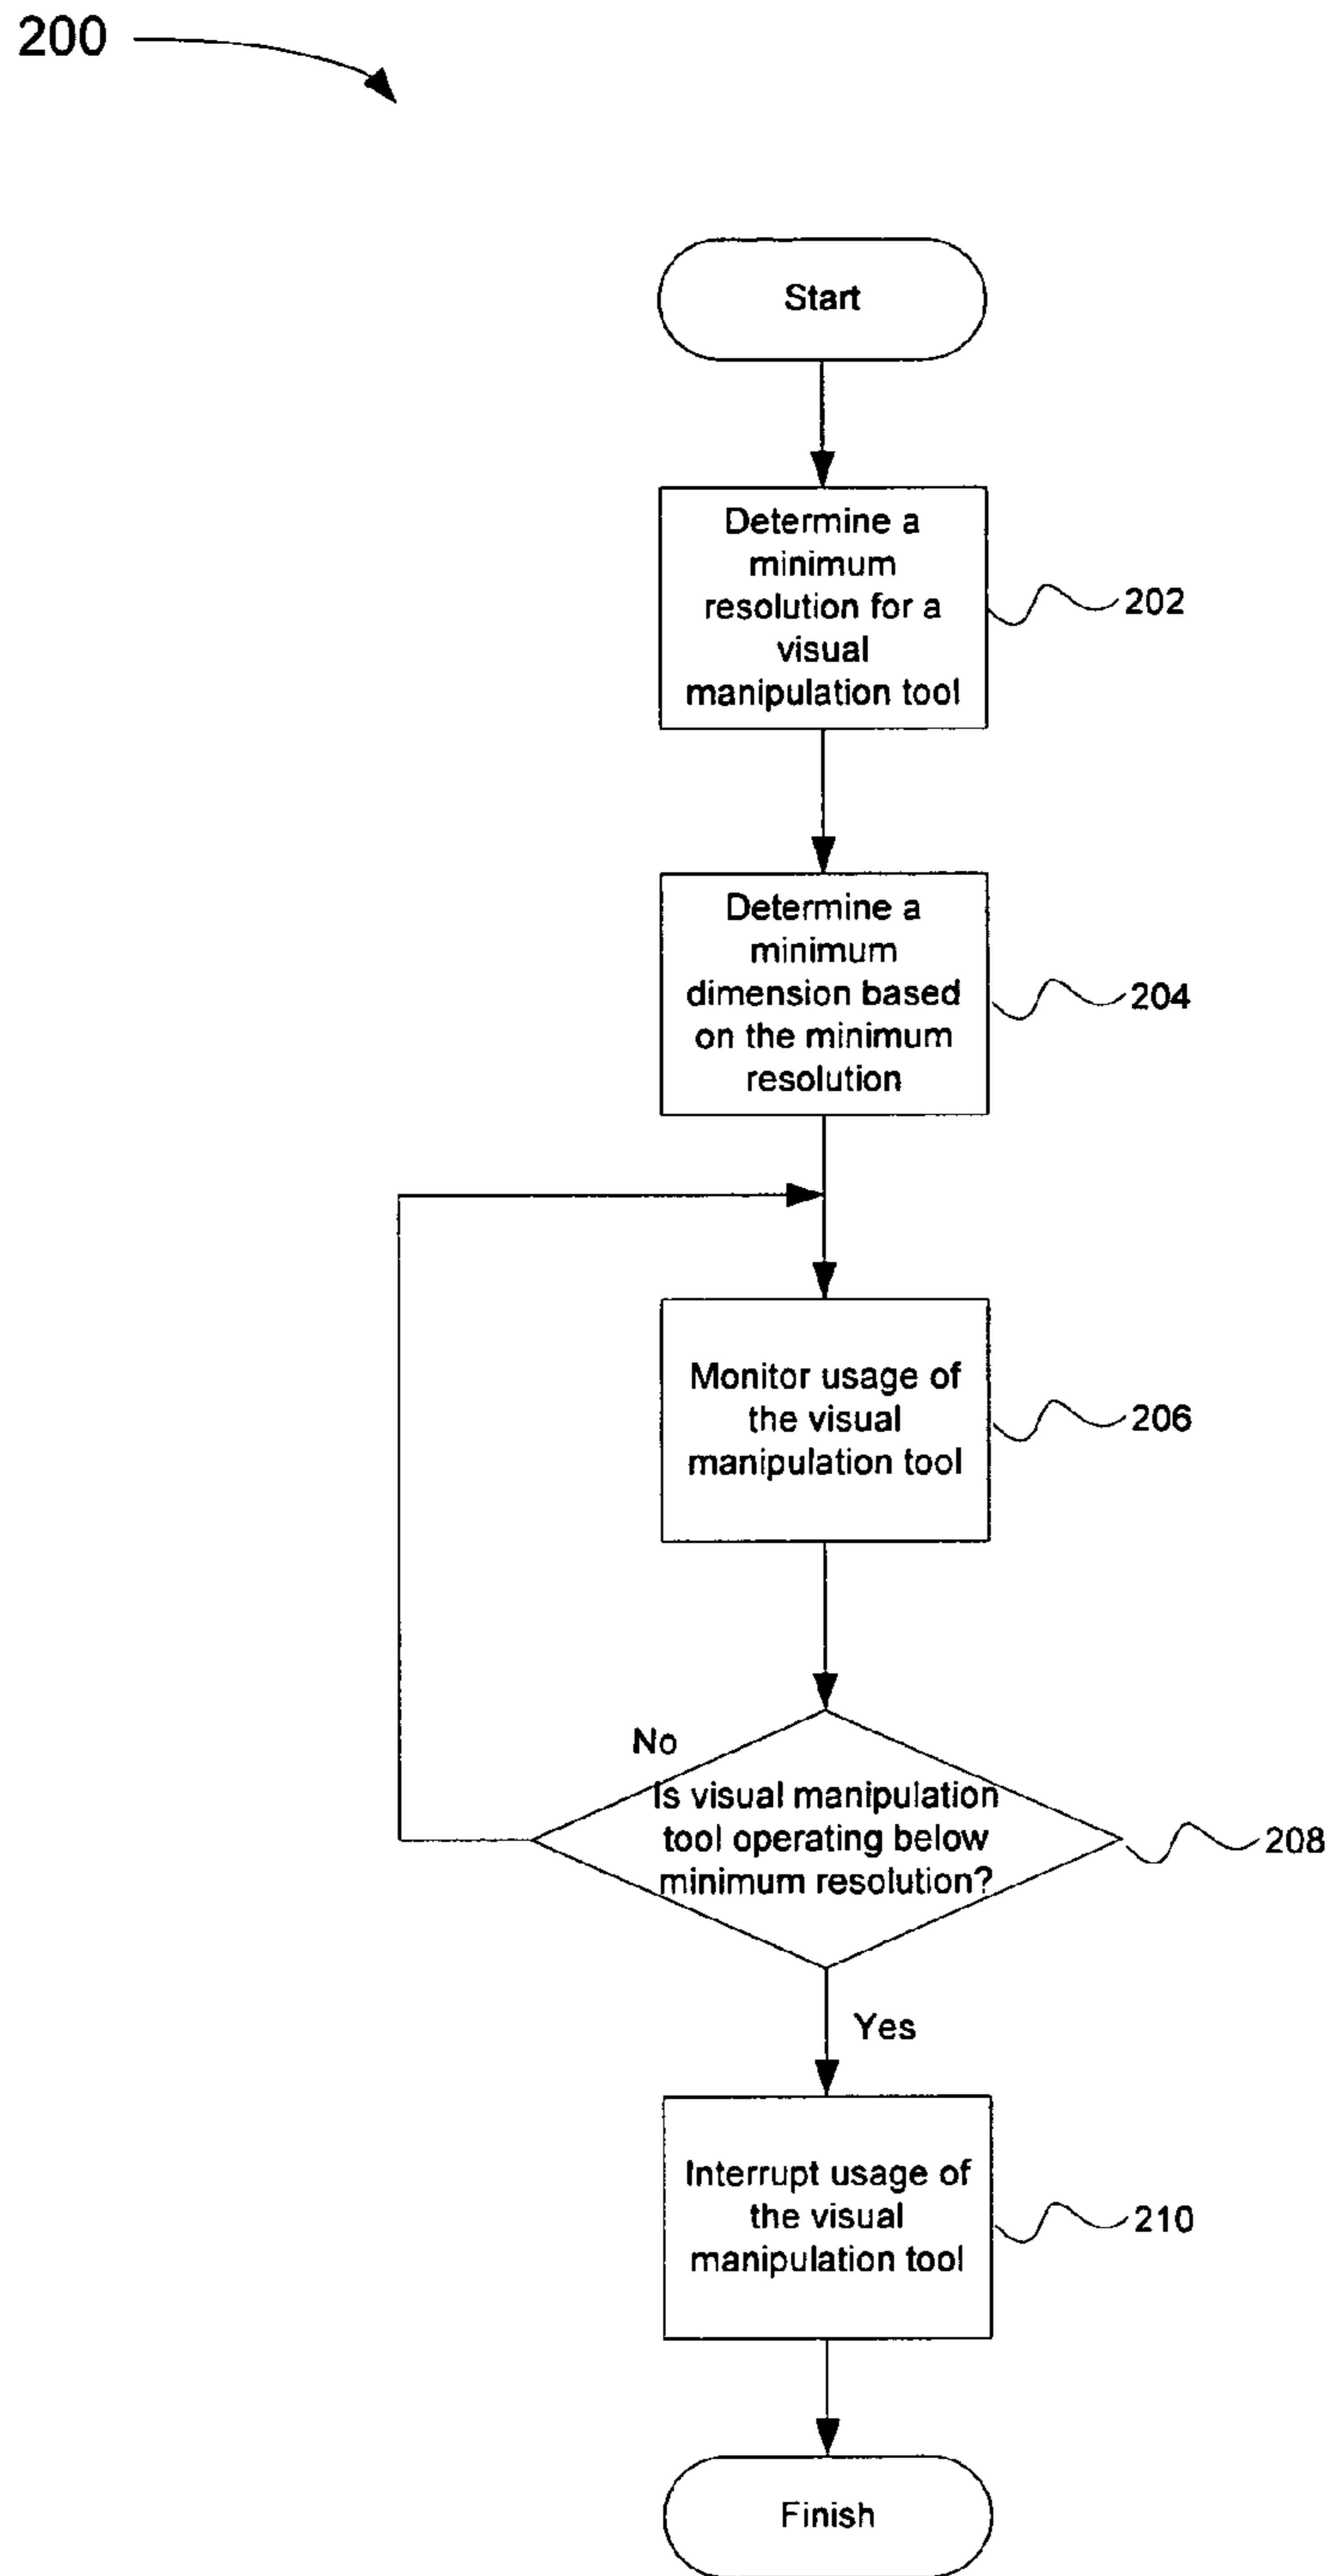 200
Start
Determine a
minimum
resolution for a
visual
manipulation tool
202
Determine a
minimum
dimension based
on the minimum
resolution
204
Monitor usage of
the visual
manipulation tool
206
No
Is visual manipulation
tool operating below
minimum resolution?
208
Yes
Interrupt usage of
the visual
manipulation tool
210
Finish